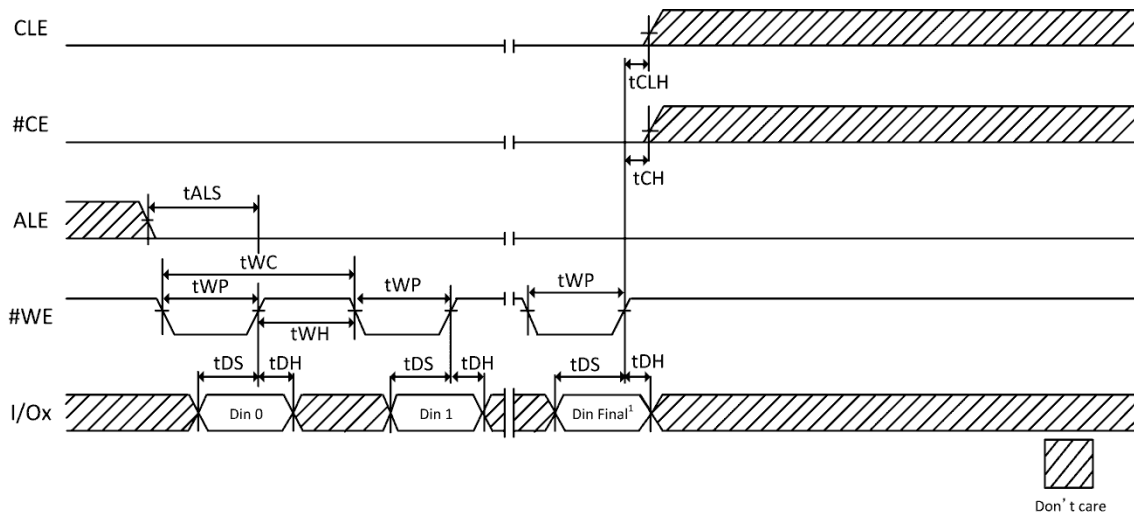 CLE
tCLH
#CE
tCH
tALS
ALE
tWC
tWP tWP tWP
#WE
tWH
tDS tDH tDS tDH tDS tDH
I/Ox Din 0 Din 1 Din Final¹
Don't care